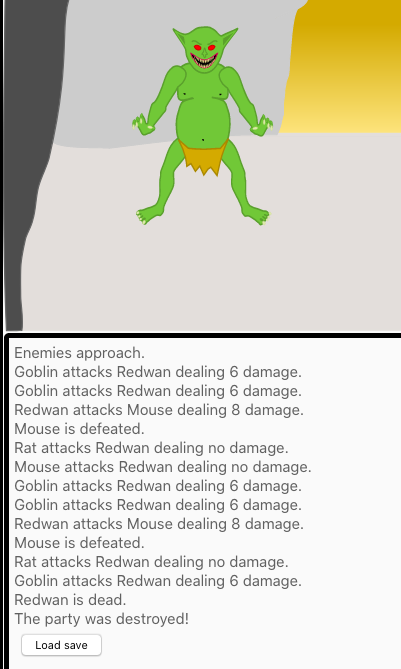 Enemies approach.
Goblin attacks Redwan dealing 6 damage.
Goblin attacks Redwan dealing 6 damage.
Redwan attacks Mouse dealing 8 damage.
Mouse is defeated.
Rat attacks Redwan dealing no damage.
Mouse attacks Redwan dealing no damage.
Goblin attacks Redwan dealing 6 damage.
Goblin attacks Redwan dealing 6 damage.
Redwan attacks Mouse dealing 8 damage.
Mouse is defeated.
Rat attacks Redwan dealing no damage.
Goblin attacks Redwan dealing 6 damage.
Redwan is dead.
The party was destroyed!
Load save